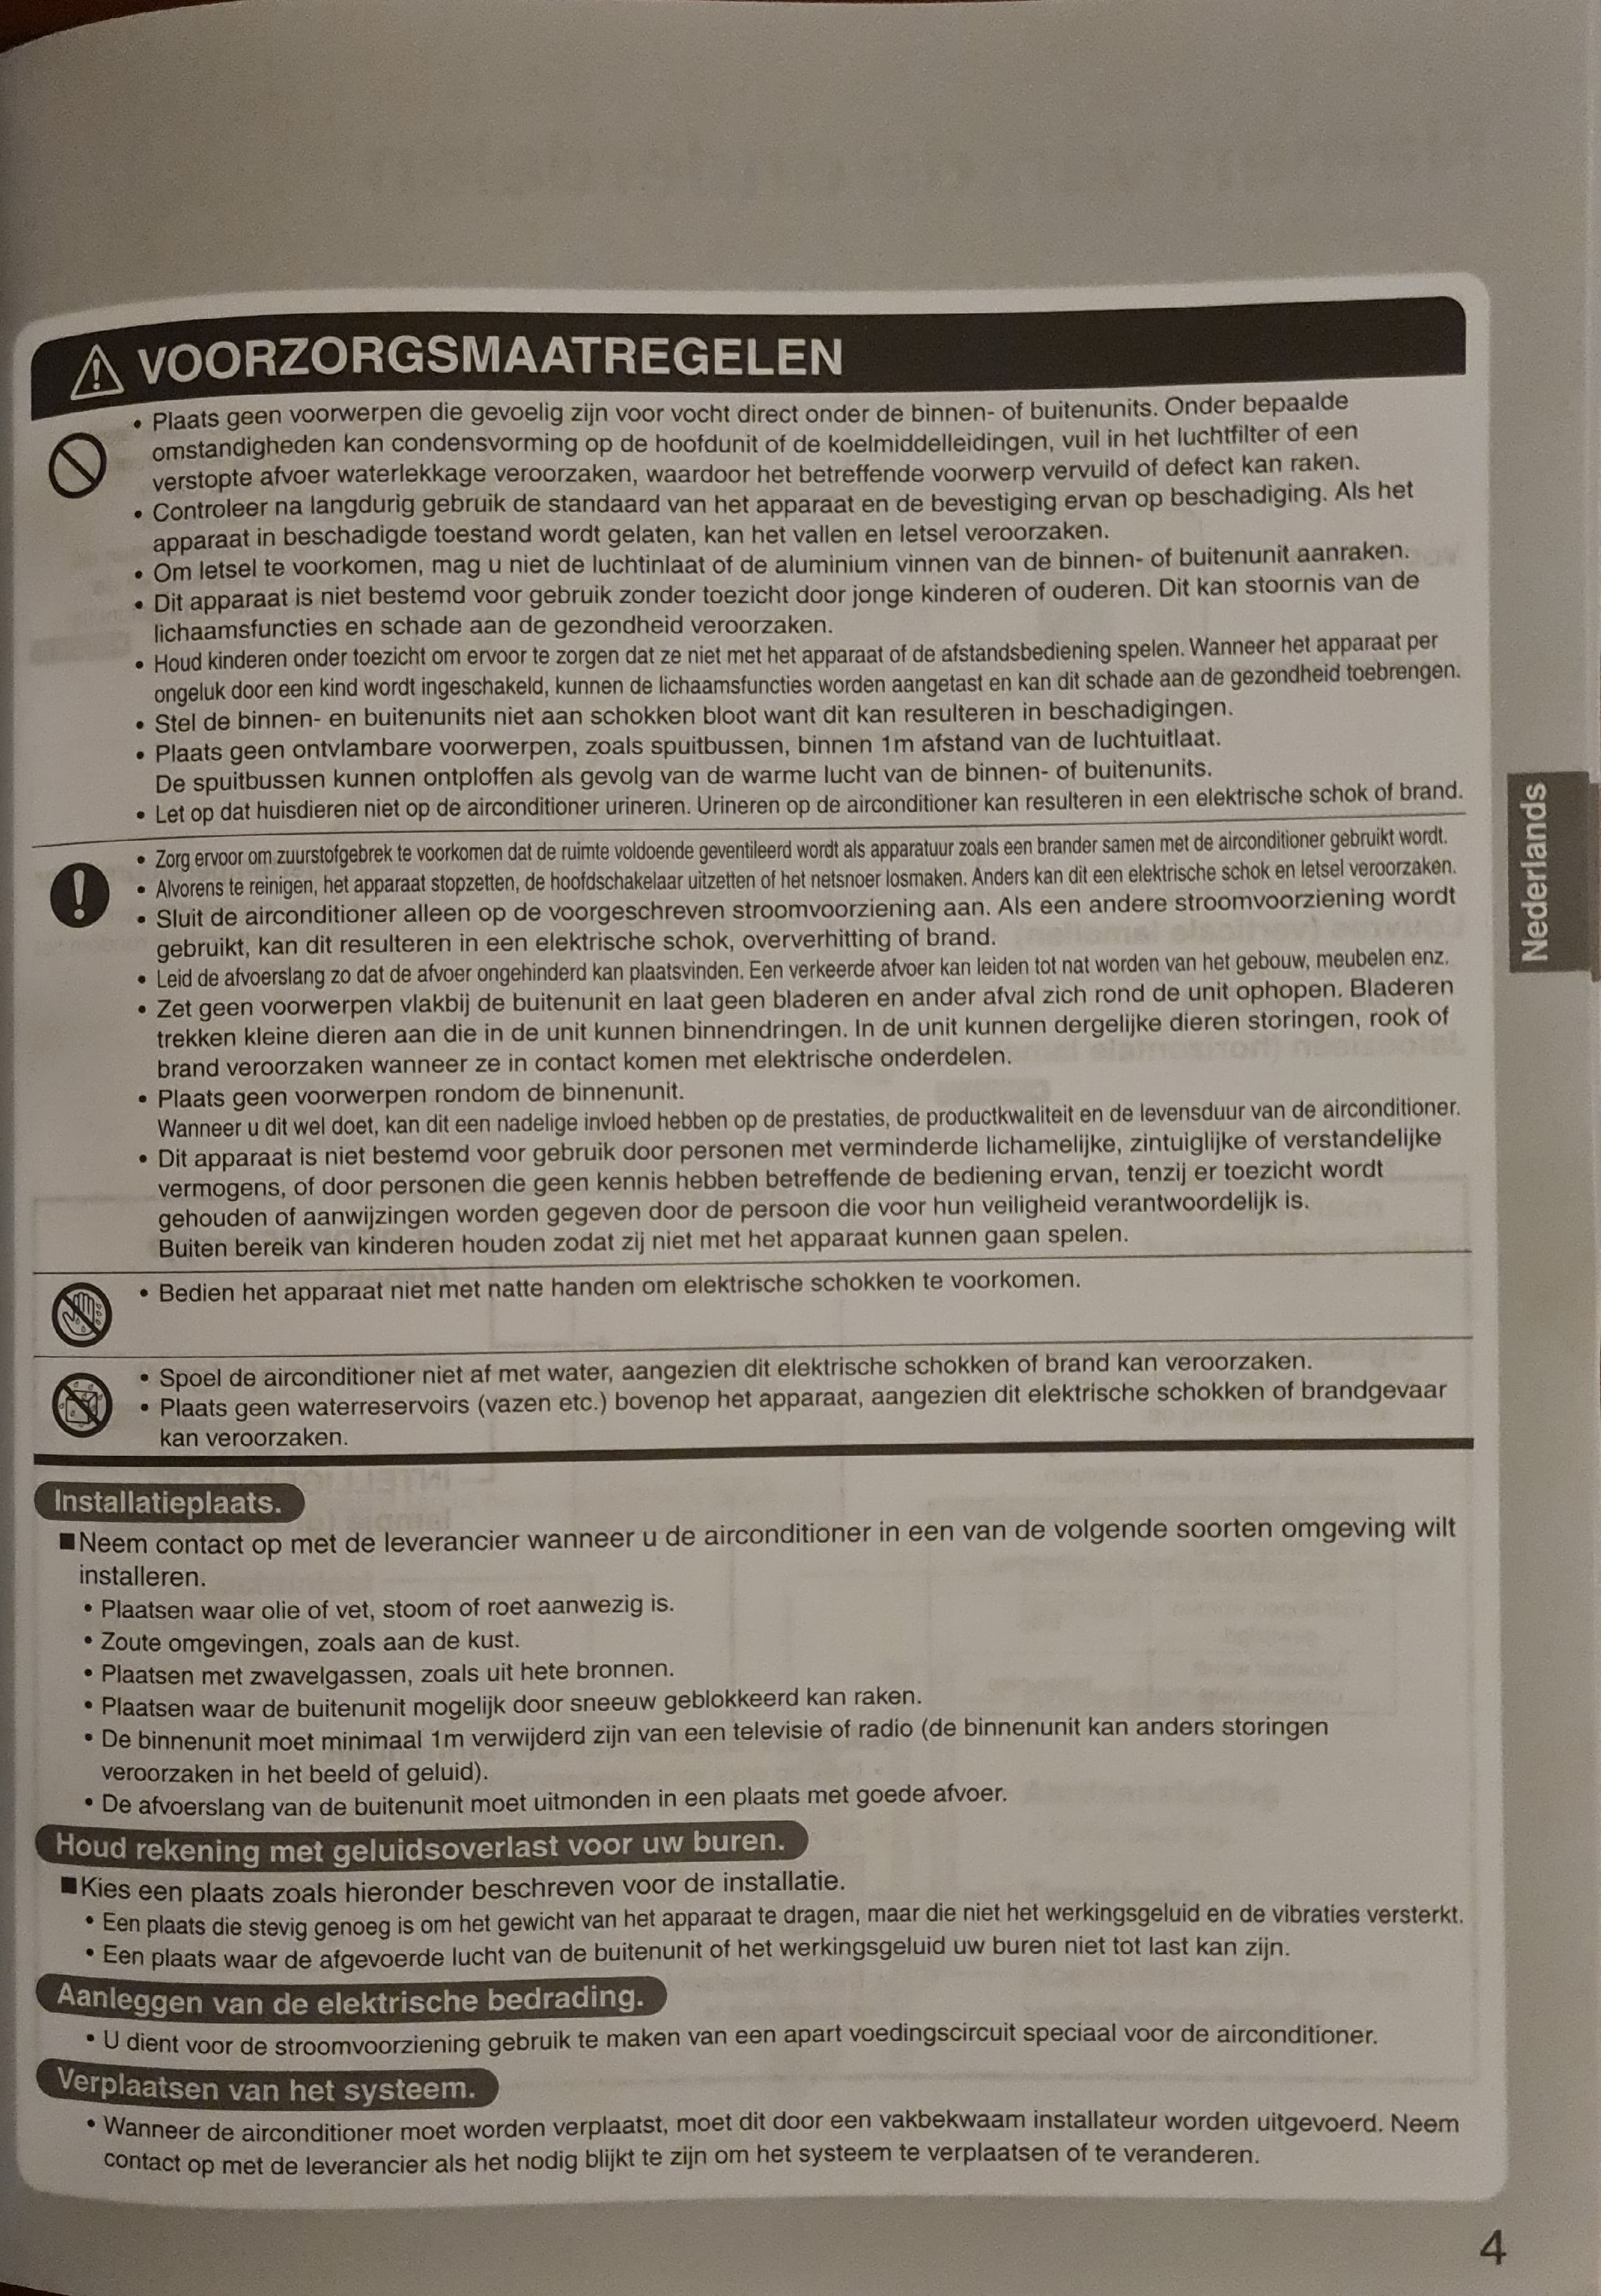 VOORZORGSMAATREGELEN
• Plaats geen voorwerpen die gevoelig zijn voor vocht direct onder de binnen- of buitenunits. Onder bepaalde
omstandigheden kan condensvorming op de hoofdunit of de koelmiddelleidingen, vuil in het luchtfilter of een
verstopte afvoer waterlekkage veroorzaken, waardoor het betreffende voorwerp vervuild of defect kan raken.
• Controleer na langdurig gebruik de standaard van het apparaat en de bevestiging ervan op beschadiging. Als het
apparaat in beschadigde toestand wordt gelaten, kan het vallen en letsel veroorzaken.
• Om letsel te voorkomen, mag u niet de luchtinlaat of de aluminium vinnen van de binnen- of buitenunit aanraken.
• Dit apparaat is niet bestemd voor gebruik zonder toezicht door jonge kinderen of ouderen. Dit kan stoornis van de
lichaamsfuncties en schade aan de gezondheid veroorzaken.
• Houd kinderen onder toezicht om ervoor te zorgen dat ze niet met het apparaat of de afstandsbediening spelen. Wanneer het apparaat per
ongeluk door een kind wordt ingeschakeld, kunnen de lichaamsfuncties worden aangetast en kan dit schade aan de gezondheid toebrengen.
• Stel de binnen- en buitenunits niet aan schokken bloot want dit kan resulteren in beschadigingen.
• Plaats geen ontvlambare voorwerpen, zoals spuitbussen, binnen 1m afstand van de luchtuitlaat.
De spuitbussen kunnen ontploffen als gevolg van de warme lucht van de binnen- of buitenunits.
• Let op dat huisdieren niet op de airconditioner urineren. Urineren op de airconditioner kan resulteren in een elektrische schok of brand.
• Zorg ervoor om zuurstofgebrek te voorkomen dat de ruimte voldoende geventileerd wordt als apparatuur zoals een brander samen met de airconditioner gebruikt wordt.
• Alvorens te reinigen, het apparaat stopzetten, de hoofdschakelaar uitzetten of het netsnoer losmaken. Anders kan dit een elektrische schok en letsel veroorzaken.
• Sluit de airconditioner alleen op de voorgeschreven stroomvoorziening aan. Als een andere stroomvoorziening wordt
gebruikt, kan dit resulteren in een elektrische schok, oververhitting of brand.
• Leid de afvoerslang zo dat de afvoer ongehinderd kan plaatsvinden. Een verkeerde afvoer kan leiden tot nat worden van het gebouw, meubelen enz.
• Zet geen voorwerpen vlakbij de buitenunit en laat geen bladeren en ander afval zich rond de unit ophopen. Bladeren
trekken kleine dieren aan die in de unit kunnen binnendringen. In de unit kunnen dergelijke dieren storingen, rook of
brand veroorzaken wanneer ze in contact komen met elektrische onderdelen.
• Plaats geen voorwerpen rondom de binnenunit.
Wanneer u dit wel doet, kan dit een nadelige invloed hebben op de prestaties, de productkwaliteit en de levensduur van de airconditioner.
• Dit apparaat is niet bestemd voor gebruik door personen met verminderde lichamelijke, zintuiglijke of verstandelijke
vermogens, of door personen die geen kennis hebben betreffende de bediening ervan, tenzij er toezicht wordt
gehouden of aanwijzingen worden gegeven door de persoon die voor hun veiligheid verantwoordelijk is.
Buiten bereik van kinderen houden zodat zij niet met het apparaat kunnen gaan spelen.
• Bedien het apparaat niet met natte handen om elektrische schokken te voorkomen.
• Spoel de airconditioner niet af met water, aangezien dit elektrische schokken of brand kan veroorzaken.
• Plaats geen waterreservoirs (vazen etc.) bovenop het apparaat, aangezien dit elektrische schokken of brandgevaar
kan veroorzaken.
Installatieplaats.
■Neem contact op met de leverancier wanneer u de airconditioner in een van de volgende soorten omgeving wilt
installeren.
• Plaatsen waar olie of vet, stoom of roet aanwezig is.
• Zoute omgevingen, zoals aan de kust.
• Plaatsen met zwavelgassen, zoals uit hete bronnen.
• Plaatsen waar de buitenunit mogelijk door sneeuw geblokkeerd kan raken.
• De binnenunit moet minimaal 1m verwijderd zijn van een televisie of radio (de binnenunit kan anders storingen
veroorzaken in het beeld of geluid).
• De afvoerslang van de buitenunit moet uitmonden in een plaats met goede afvoer.
Houd rekening met geluidsoverlast voor uw buren.
■Kies een plaats zoals hieronder beschreven voor de installatie.
• Een plaats die stevig genoeg is om het gewicht van het apparaat te dragen, maar die niet het werkingsgeluid en de vibraties versterkt.
• Een plaats waar de afgevoerde lucht van de buitenunit of het werkingsgeluid uw buren niet tot last kan zijn.
Aanleggen van de elektrische bedrading.
• U dient voor de stroomvoorziening gebruik te maken van een apart voedingscircuit speciaal voor de airconditioner.
Verplaatsen van het systeem.
• Wanneer de airconditioner moet worden verplaatst, moet dit door een vakbekwaam installateur worden uitgevoerd. Neem
contact op met de leverancier als het nodig blijkt te zijn om het systeem te verplaatsen of te veranderen.
Nederlands
4